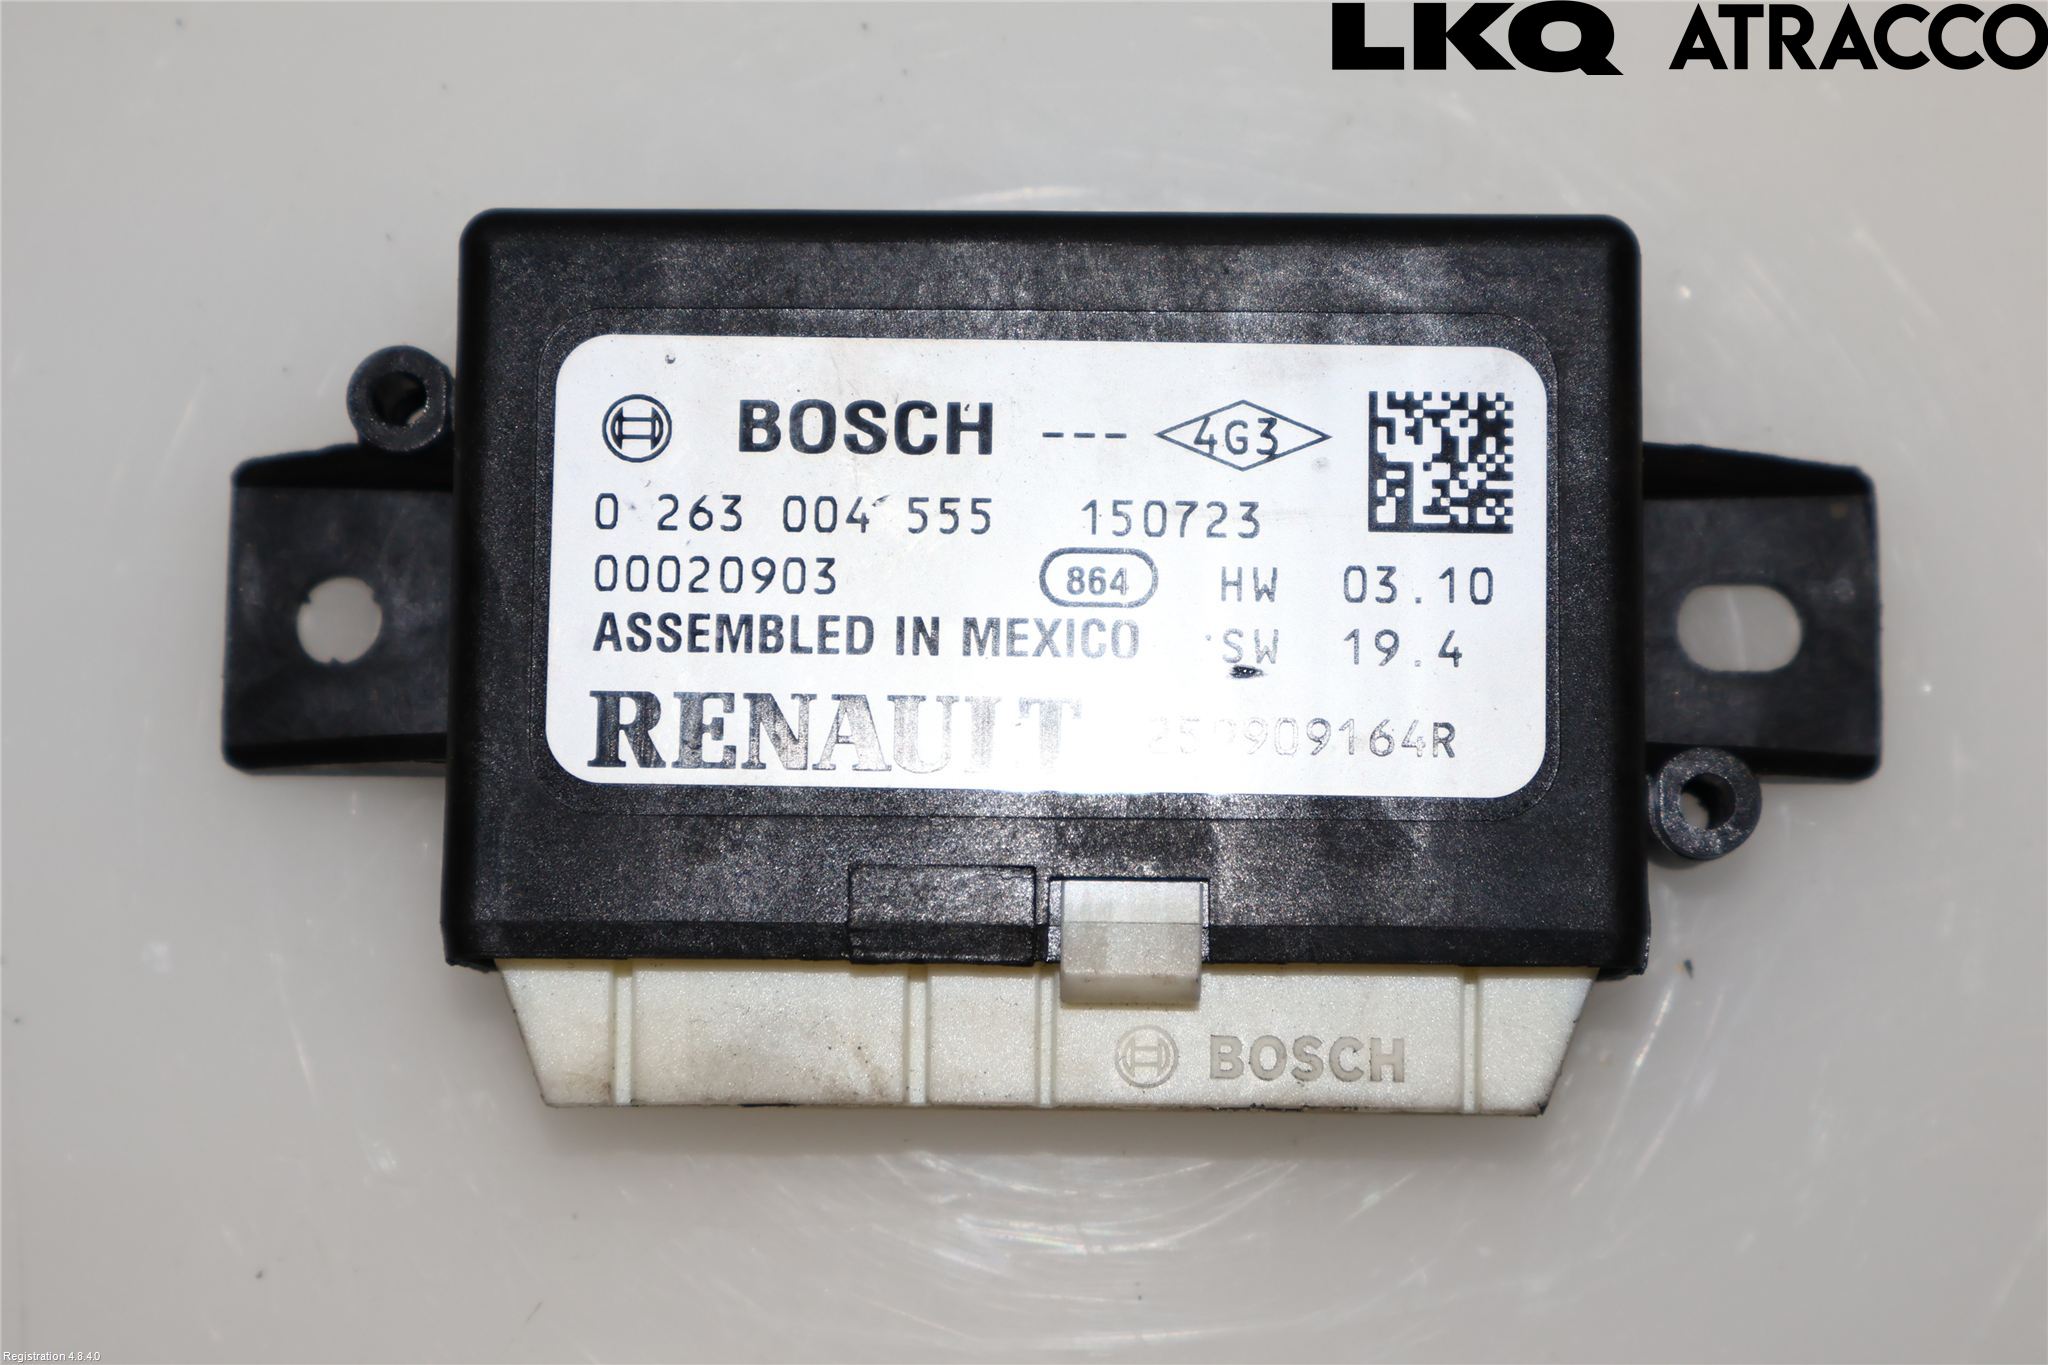 LKQ ATRACCO
BOSCH --- 4G3
0 263 004 555 150723
00020903 864 HW 03.10
ASSEMBLED IN MEXICO SW 19.4
RENAULT
BOSCH
Registration 4.8.4.0